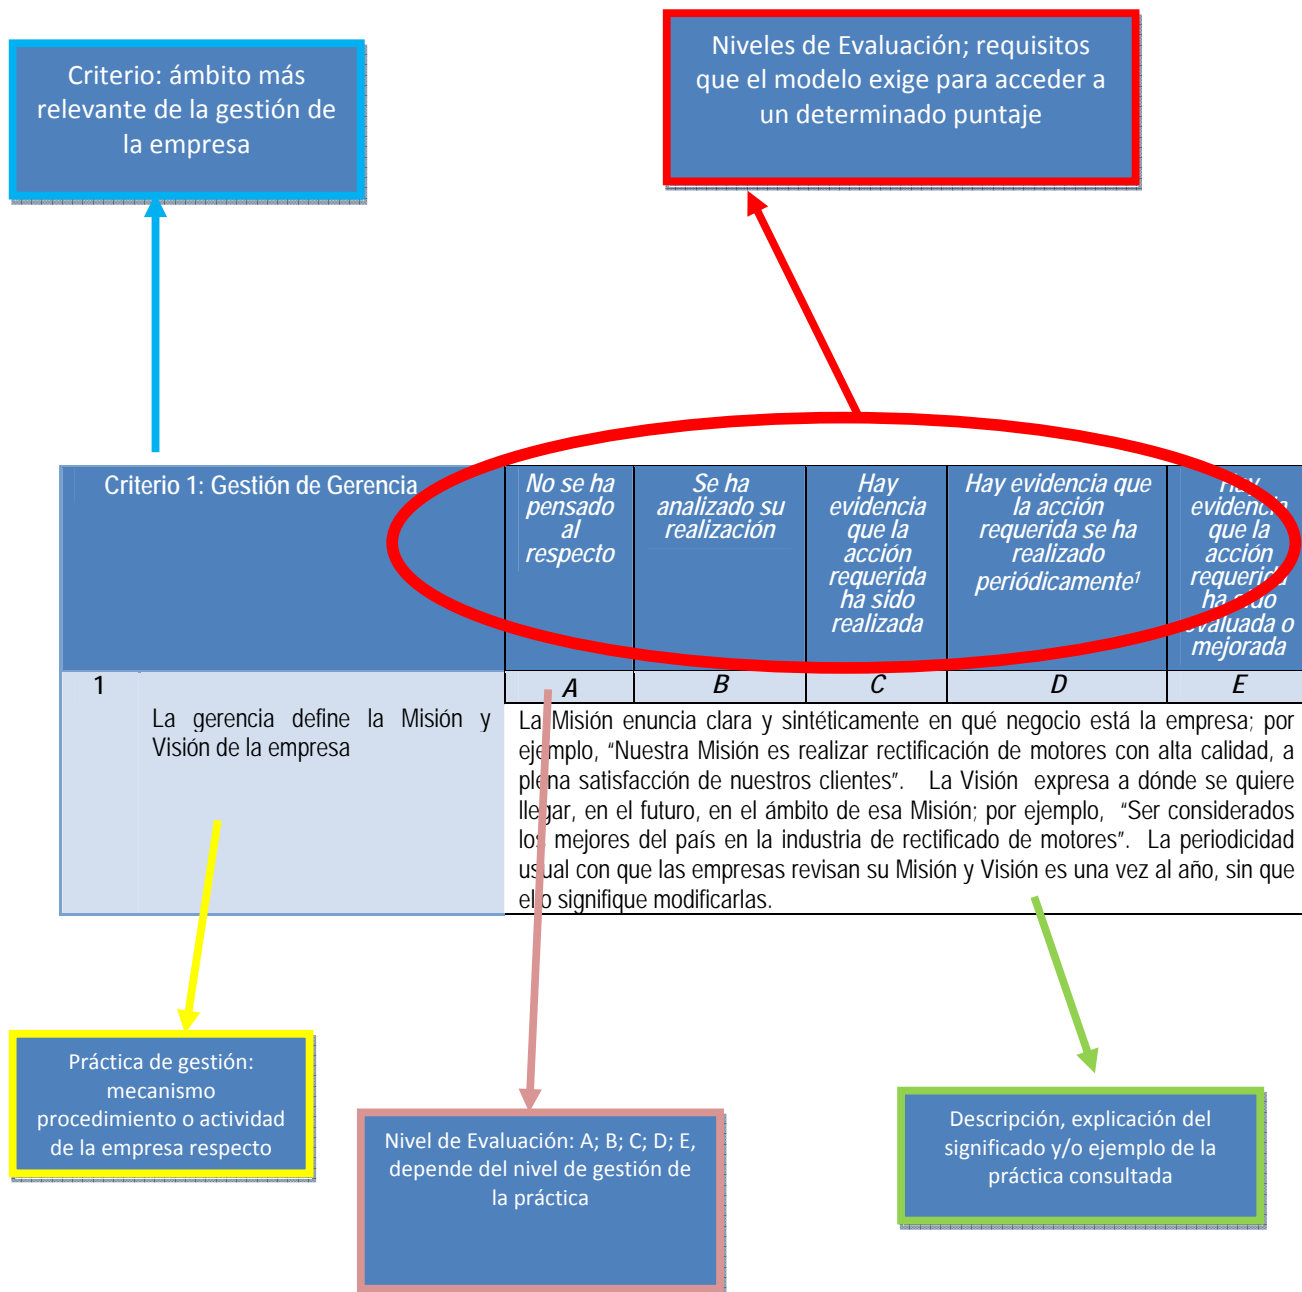 Criterio: ámbito más
relevante de la gestión de
la empresa
Niveles de Evaluación; requisitos
que el modelo exige para acceder a
un determinado puntaje
Criterio 1: Gestión de Gerencia
No se ha
pensado
al
respecto
Se ha
analizado su
realización
Hay
evidencia
que la
acción
requerida
ha sido
realizada
Hay evidencia que
la acción
requerida se ha
realizado
periódicamente1
Hay
evidencia
que la
acción
requerida
ha sido
evaluada o
mejorada
1
A
B
C
D
E
La gerencia define la Misión y
Visión de la empresa
La Misión enuncia clara y sintéticamente en qué negocio está la empresa; por
ejemplo, “Nuestra Misión es realizar rectificación de motores con alta calidad, a
plena satisfacción de nuestros clientes”. La Visión expresa a dónde se quiere
llegar, en el futuro, en el ámbito de esa Misión; por ejemplo, “Ser considerados
los mejores del país en la industria de rectificado de motores”. La periodicidad
usual con que las empresas revisan su Misión y Visión es una vez al año, sin que
ello signifique modificarlas.
Práctica de gestión:
mecanismo
procedimiento o actividad
de la empresa respecto
Nivel de Evaluación: A; B; C; D; E,
depende del nivel de gestión de
la práctica
Descripción, explicación del
significado y/o ejemplo de la
práctica consultada